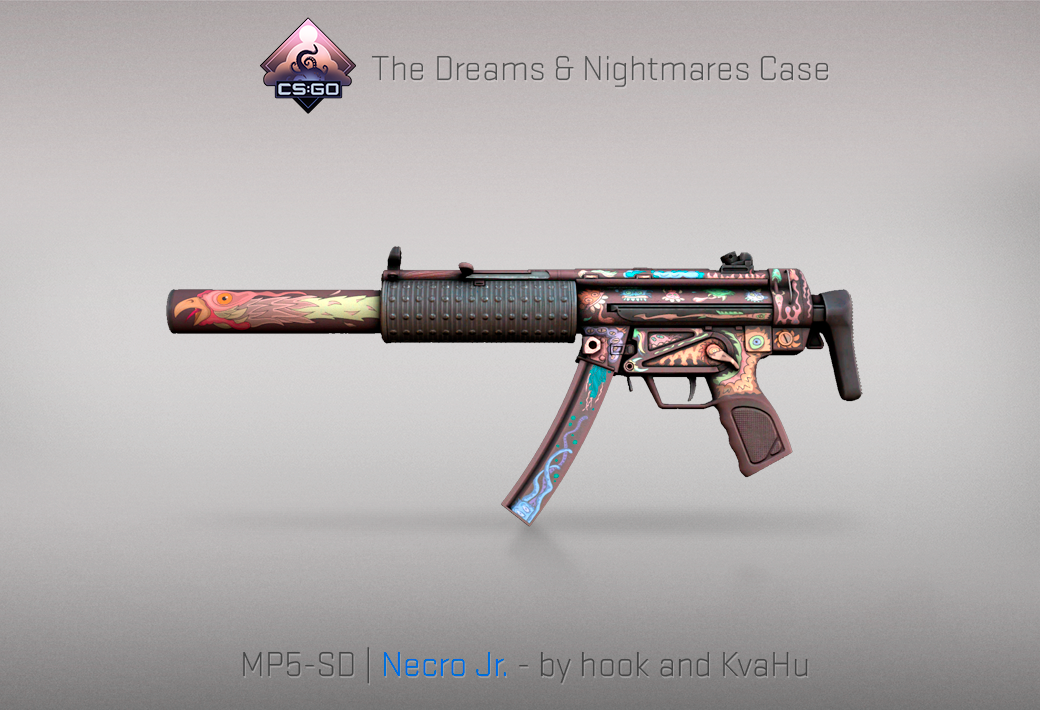 The Dreams & Nightmares Case
CS:GO
MP5-SD | Necro Jr. - by hook and KvaHu